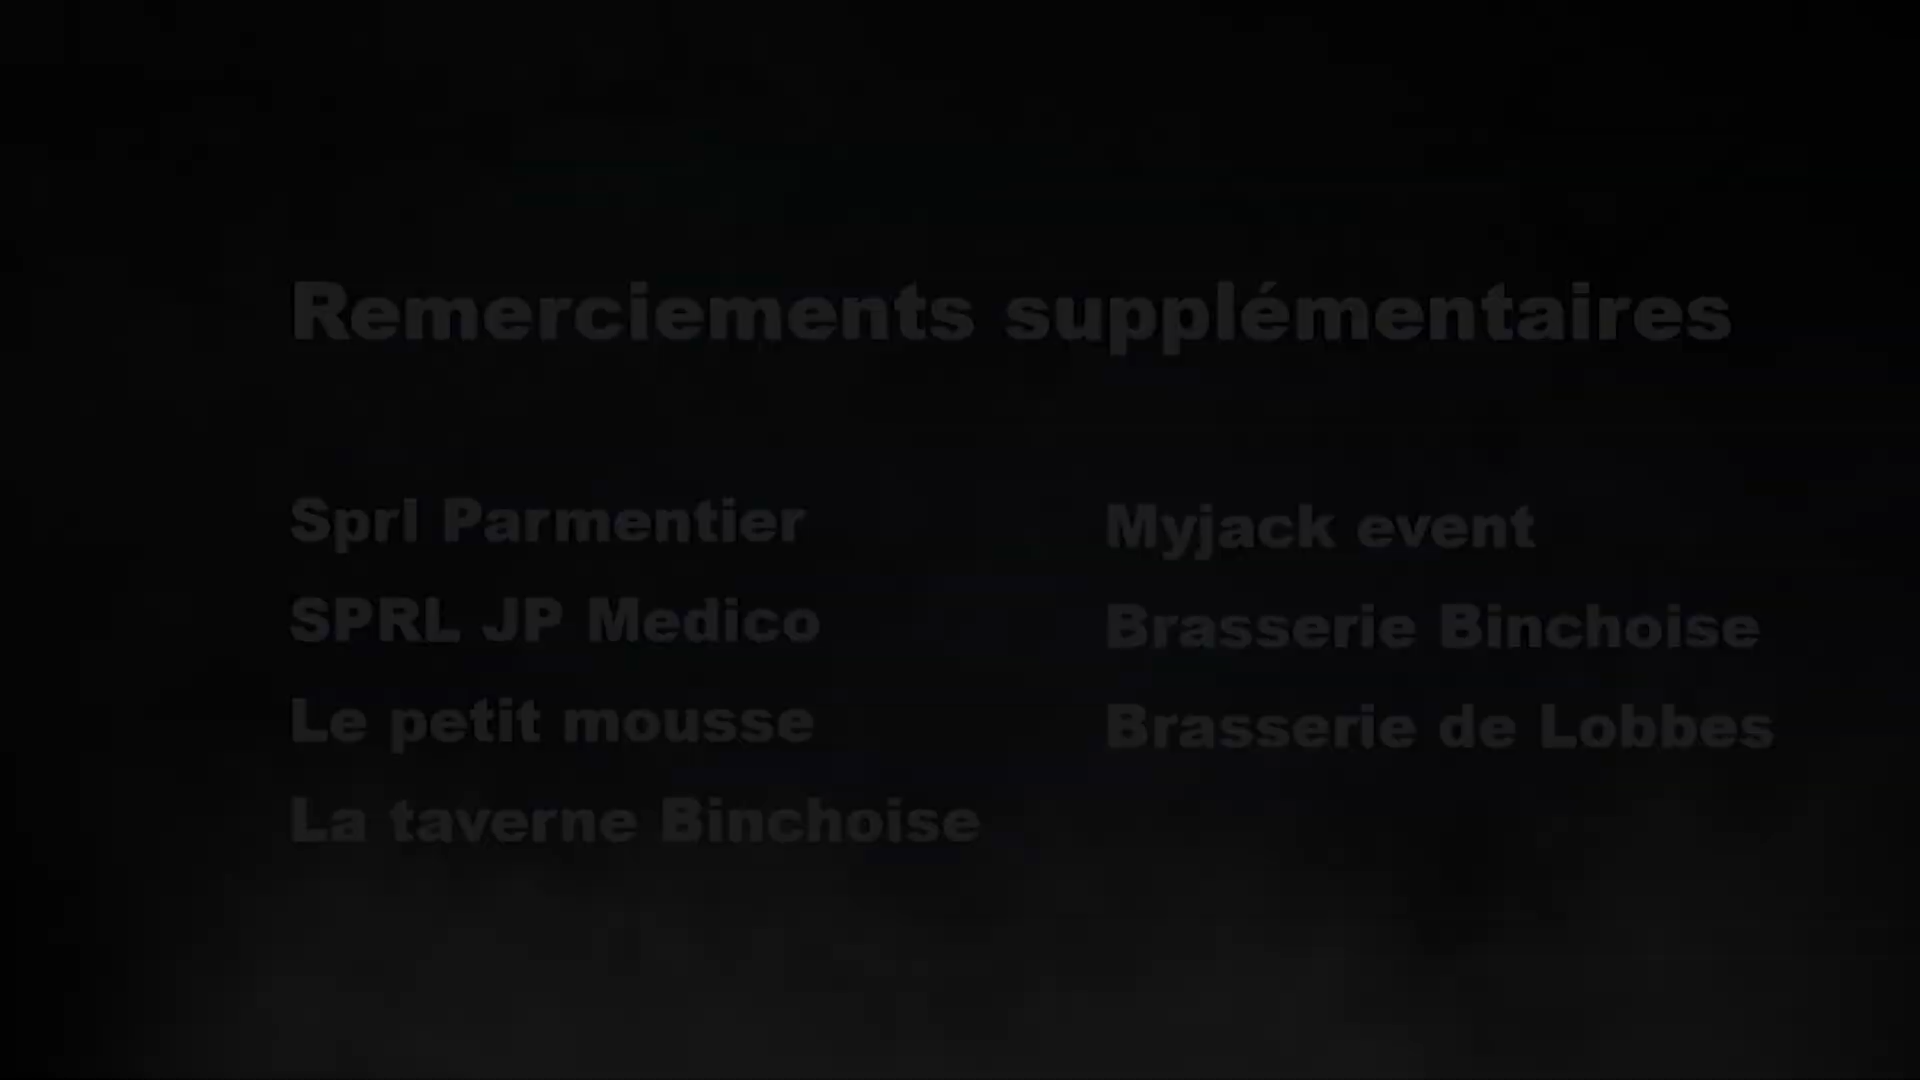 Remerciements supplémentaires
Sprl Parmentier
SPRL JP Medico
Le petit mousse
La taverne Binchoise
Myjack event
Brasserie Binchoise
Brasserie de Lobbes